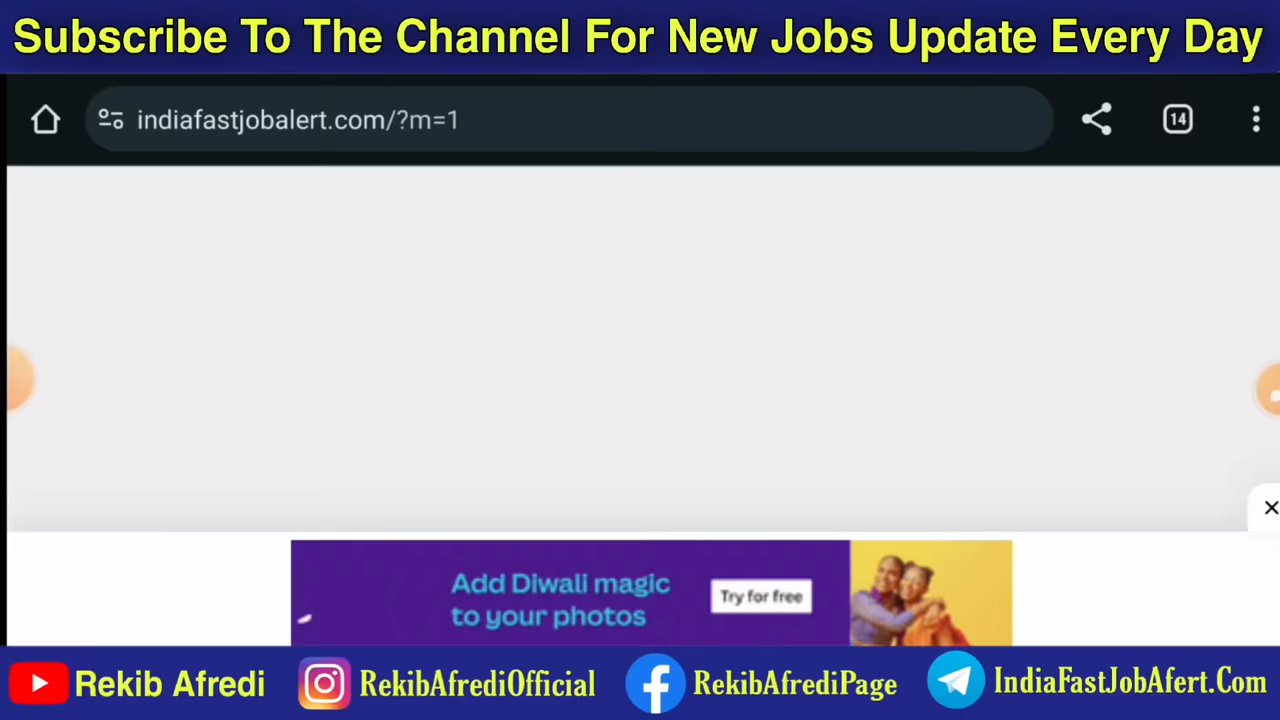 Subscribe To The Channel For New Jobs Update Every Day
indiafastjobalert.com/?m=1
14
Add Diwali magic
to your photos
Try for free
Rekib Afredi
RekibAfrediOfficial
RekibAfrediPage
IndiaFastJobAfert.Com